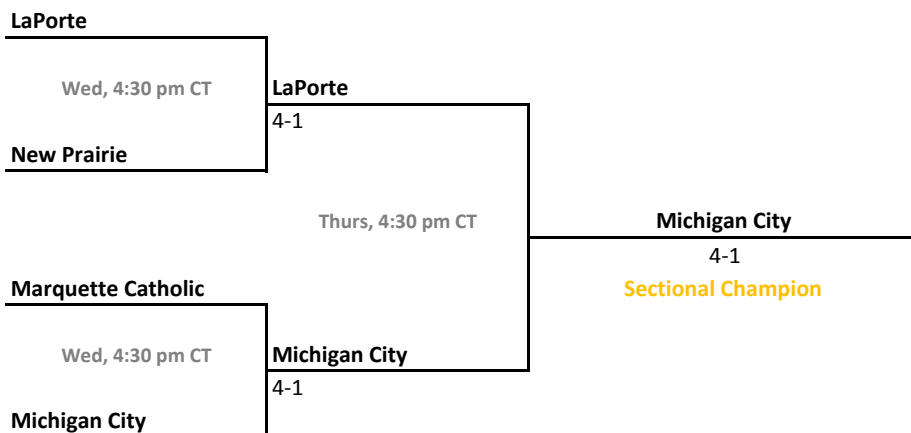 LaPorte
Wed, 4:30 pm CT
LaPorte
4-1
New Prairie
Thurs, 4:30 pm CT
Michigan City
4-1
Marquette Catholic
Sectional Champion
Wed, 4:30 pm CT
Michigan City
4-1
Michigan City